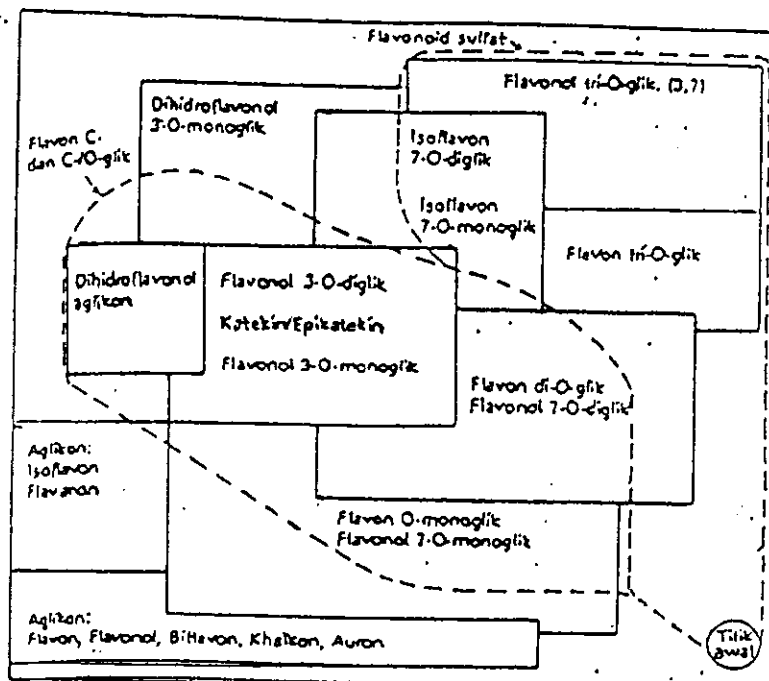 Flavonoid sulfat
Flavonol tri-O-glik. (3,7)
Dihidroflavonol
3-O-monoglik
Flavon C-
dan C-/O-glik
Isoflavon
7-O-diglik
Isoflavon
7-O-monoglik
Flavon tri-O-glik
Dihidroflavonol
aglikon
Flavonol 3-O-diglik
Katekin/Epikatekin
Flavonol 3-O-monoglik
Flavon di-O-glik
Flavonol 7-O-diglik
Aglikon:
Isoflavon
Flavanon
Flavon O-monoglik
Flavonol 7-O-monoglik
Aglikon:
Flavon, Flavonol, Biflavon, Khalkon, Auron
Titik
awal